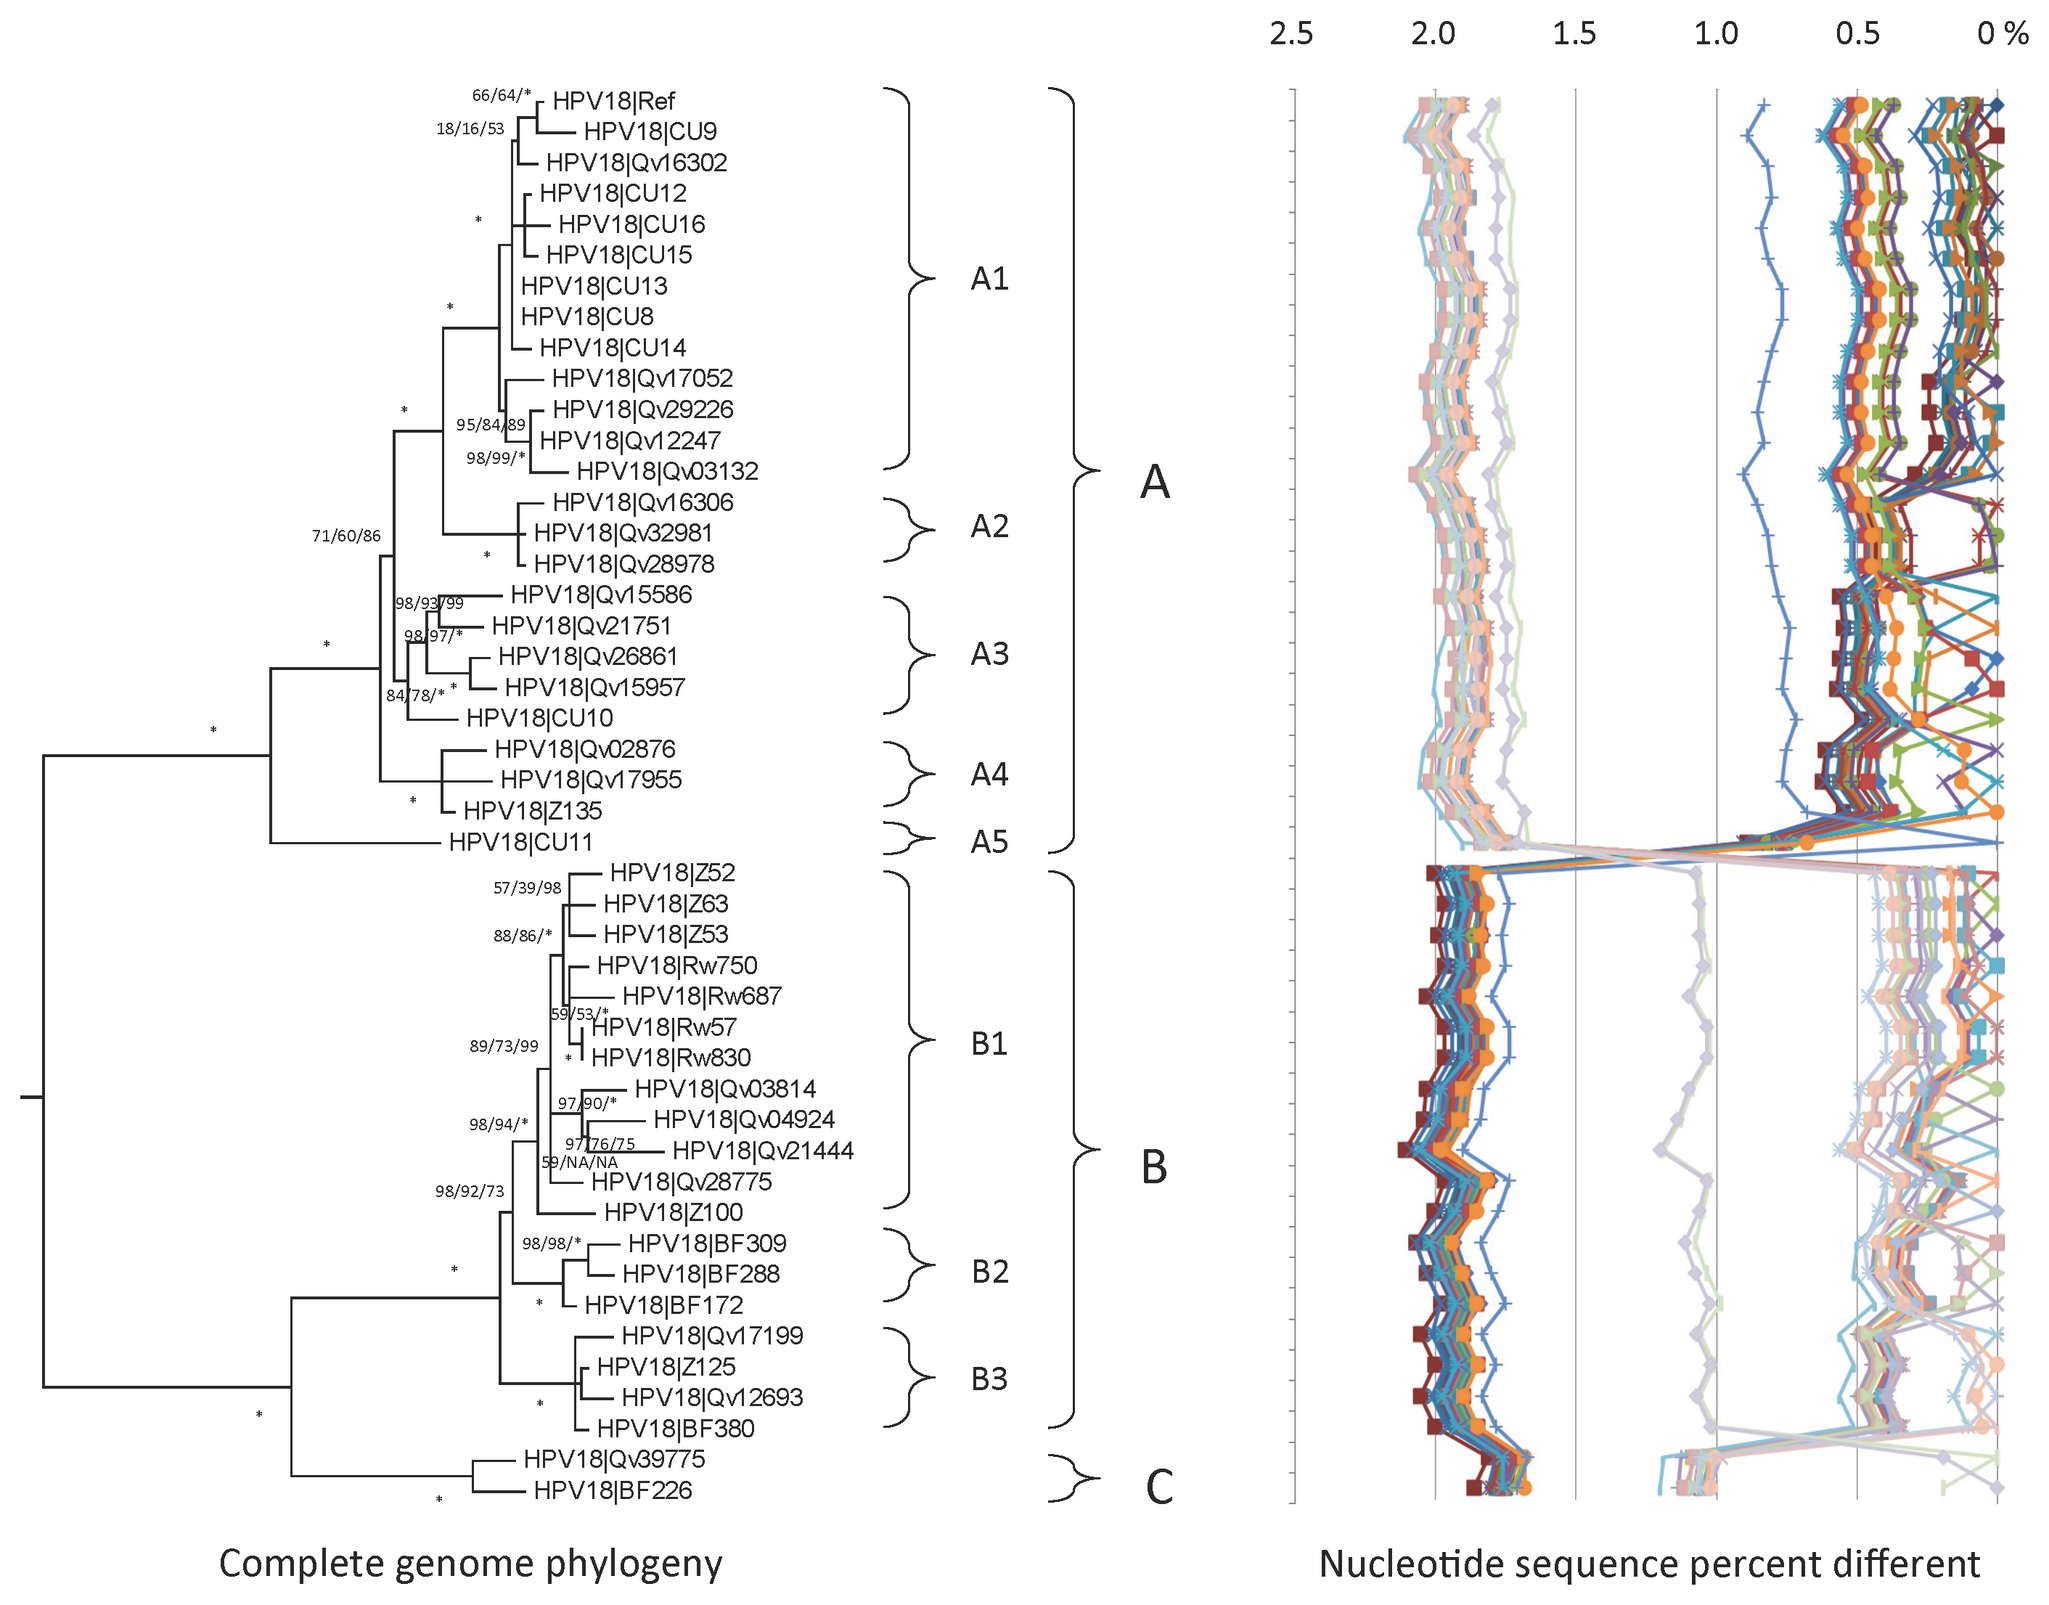 2.5 2.0 1.5 1.0 0.5 0 %
66/64/* HPV18|Ref
18/16/53 HPV18|CU9
HPV18|Qv16302
HPV18|CU12
* HPV18|CU16
HPV18|CU15
HPV18|CU13 A1
* HPV18|CU8
HPV18|CU14
HPV18|Qv17052
* HPV18|Qv29226
95/84/89
HPV18|Qv12247
98/99/*
HPV18|Qv03132 A
HPV18|Qv16306
71/60/86 HPV18|Qv32981 A2
*
HPV18|Qv28978
98/93/99 HPV18|Qv15586
HPV18|Qv21751
98/97/*
* HPV18|Qv26861 A3
84/78/* * HPV18|Qv15957
HPV18|CU10
* HPV18|Qv02876
HPV18|Qv17955 A4
*
HPV18|Z135
HPV18|CU11 A5
57/39/98 HPV18|Z52
HPV18|Z63
88/86/* HPV18|Z53
HPV18|Rw750
HPV18|Rw687
59/53/*
HPV18|Rw57
89/73/99 B1
* HPV18|Rw830
HPV18|Qv03814
97/90/*
98/94/* HPV18|Qv04924
97/76/75
HPV18|Qv21444
59/NA/NA B
HPV18|Qv28775
98/92/73
HPV18|Z100
98/98/* HPV18|BF309
* HPV18|BF288 B2
* HPV18|BF172
HPV18|Qv17199
HPV18|Z125 B3
* HPV18|Qv12693
* HPV18|BF380
HPV18|Qv39775
HPV18|BF226 C
*
Complete genome phylogeny Nucleotide sequence percent different